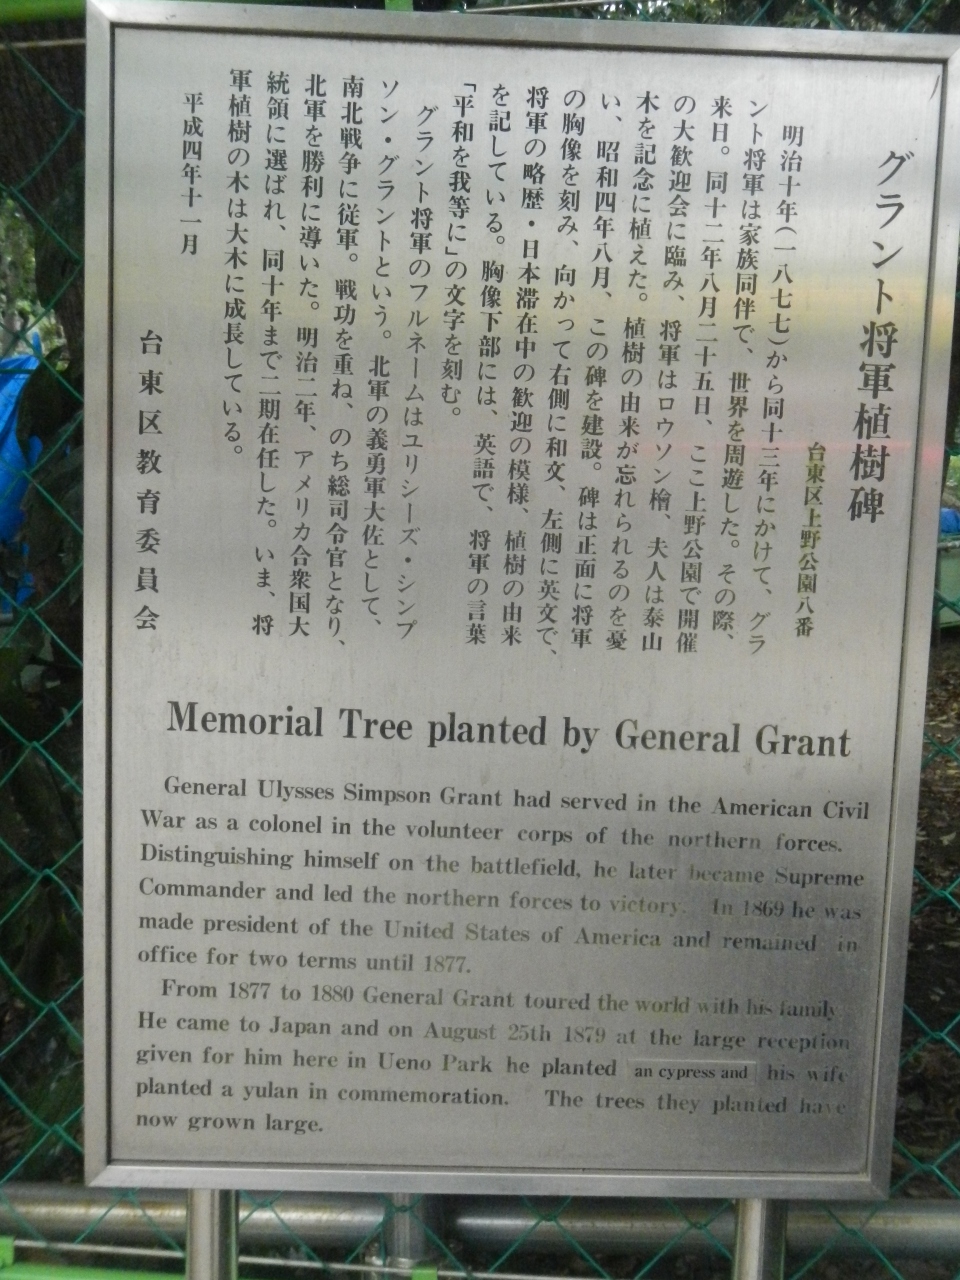 グラント将軍植樹碑
台東区上野公園八番
明治十年(一八七七)から同十三年にかけて、グラ
ント将軍は家族同伴で、世界を周遊した。その際、
来日。同十二年八月二十五日、ここ上野公園で開催
の大歓迎会に臨み、将軍はロウソン檜、夫人は泰山
木を記念に植えた。植樹の由来が忘れられるのを憂
い、昭和四年八月、この碑を建設。碑は正面に将軍
の胸像を刻み、向かって右側に和文、左側に英文で、
将軍の略歴・日本滞在中の歓迎の模様、植樹の由来
を記している。胸像下部には、英語で、将軍の言葉
「平和を我等に」の文字を刻む。
グラント将軍のフルネームはユリシーズ・シンプ
ソン・グラントという。北軍の義勇軍大佐として、
南北戦争に従軍。戦功を重ね、のち総司令官となり、
北軍を勝利に導いた。明治二年、アメリカ合衆国大
統領に選ばれ、同十年まで二期在任した。いま、将
軍植樹の木は大木に成長している。
平成四年十一月
台東区教育委員会
Memorial Tree planted by General Grant
General Ulysses Simpson Grant had served in the American Civil
War as a colonel in the volunteer corps of the northern forces.
Distinguishing himself on the battlefield, he later became Supreme
Commander and led the northern forces to victory. In 1869 he was
made president of the United States of America and remained in
office for two terms until 1877.
From 1877 to 1880 General Grant toured the world with his family
He came to Japan and on August 25th 1879 at the large reception
given for him here in Ueno Park he planted an cypress and his wife
planted a yulan in commemoration. The trees they planted have
now grown large.